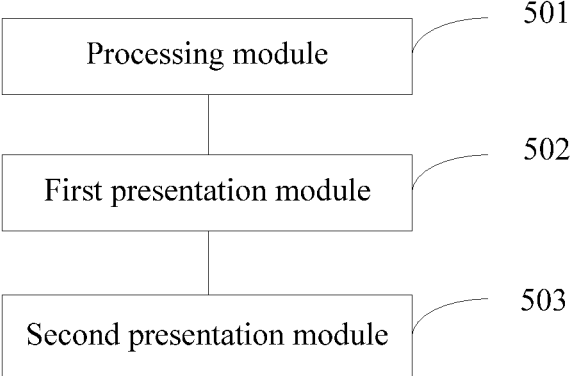 501
Processing module
502
First presentation module
503
Second presentation module